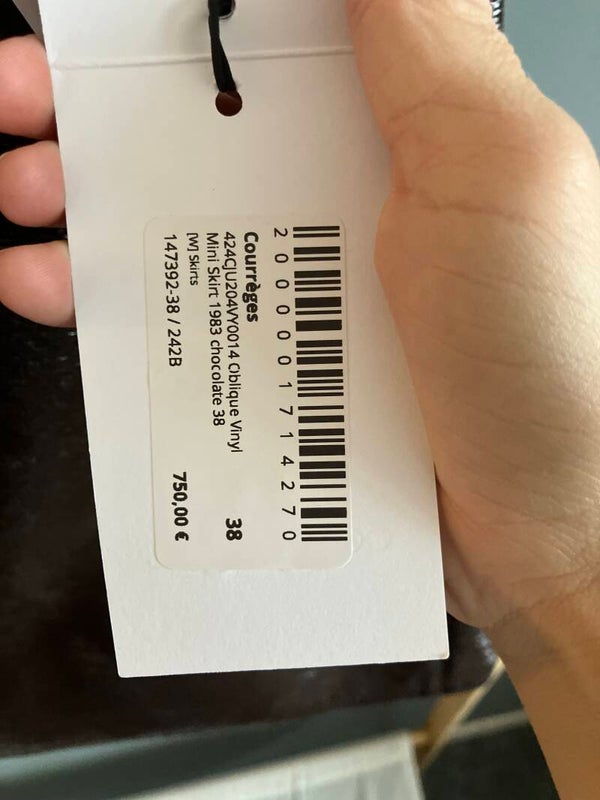 2000001714270
Courrèges
424CJU204VY0014 Oblique Vinyl
Mini Skirt 1983 chocolate 38
38
[W] Skirts
147392-38 / 242B
750,00 €